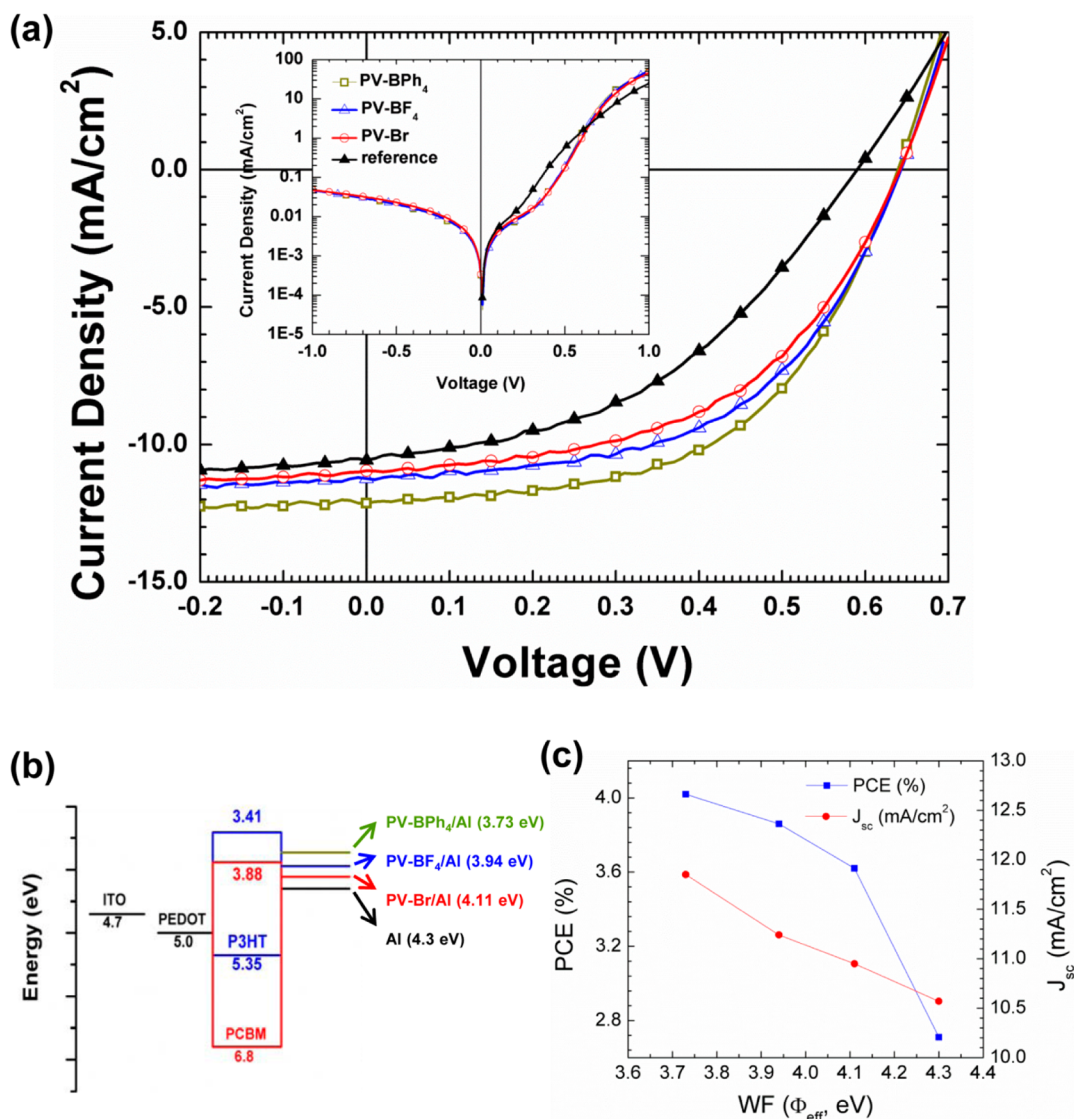 (a)
5.0
0.0
-5.0
-10.0
-15.0
Current Density (mA/cm²)
-0.2 -0.1 0.0 0.1 0.2 0.3 0.4 0.5 0.6 0.7
Voltage (V)
100
10
1
0.1
0.01
1E-3
1E-4
1E-5
Current Density (mA/cm²)
PV-BPh₄
PV-BF₄
PV-Br
reference
-1.0 -0.5 0.0 0.5 1.0
Voltage (V)
(b)
Energy (eV)
ITO
4.7
PEDOT
5.0
3.41
3.88
P3HT
5.35
PCBM
6.8
PV-BPh₄/Al (3.73 eV)
PV-BF₄/Al (3.94 eV)
PV-Br/Al (4.11 eV)
Al (4.3 eV)
(c)
PCE (%)
4.0
3.6
3.2
2.8
PCE (%)
J_sc (mA/cm²)
13.0
12.5
12.0
11.5
11.0
10.5
10.0
J_sc (mA/cm²)
3.6 3.7 3.8 3.9 4.0 4.1 4.2 4.3 4.4
WF (Φ_eff, eV)